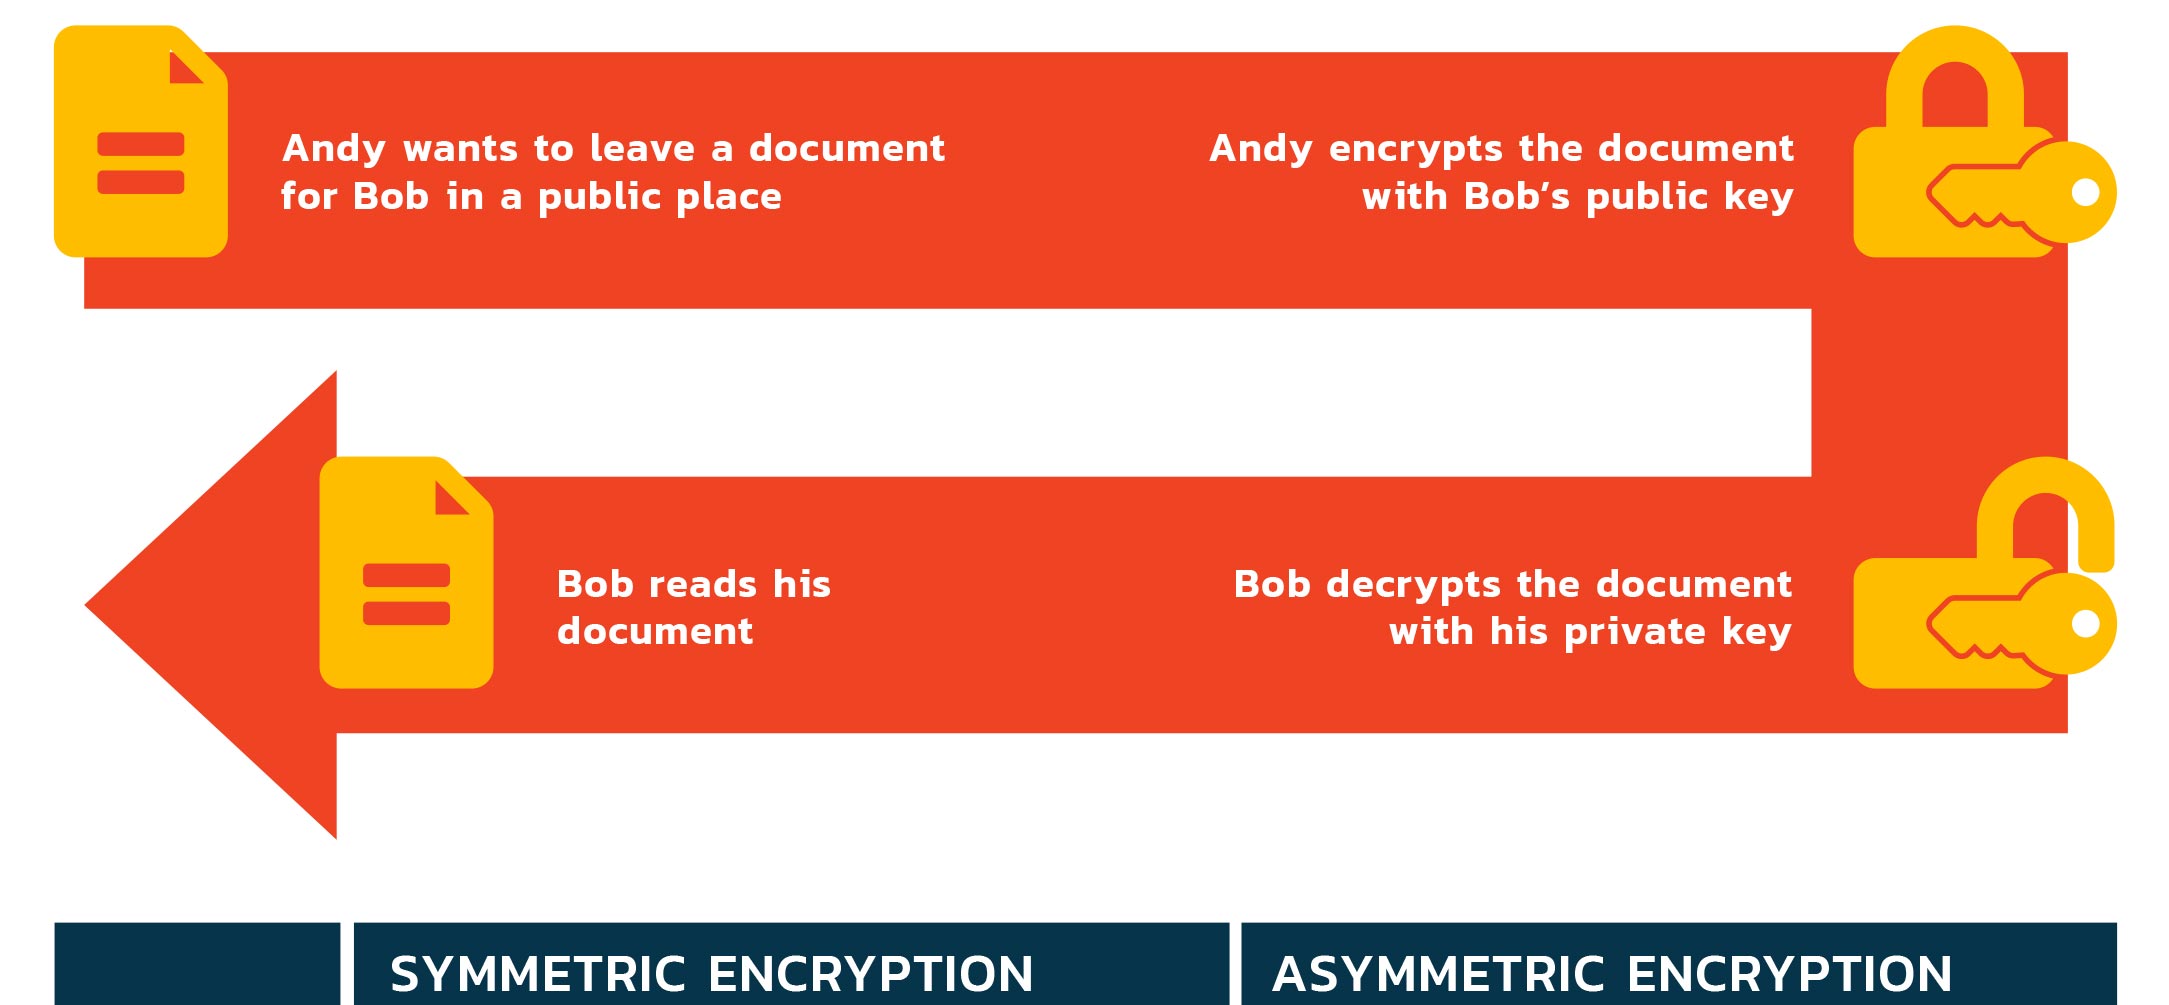 Andy wants to leave a document
for Bob in a public place
Andy encrypts the document
with Bob’s public key
Bob decrypts the document
with his private key
Bob reads his
document
SYMMETRIC ENCRYPTION
ASYMMETRIC ENCRYPTION